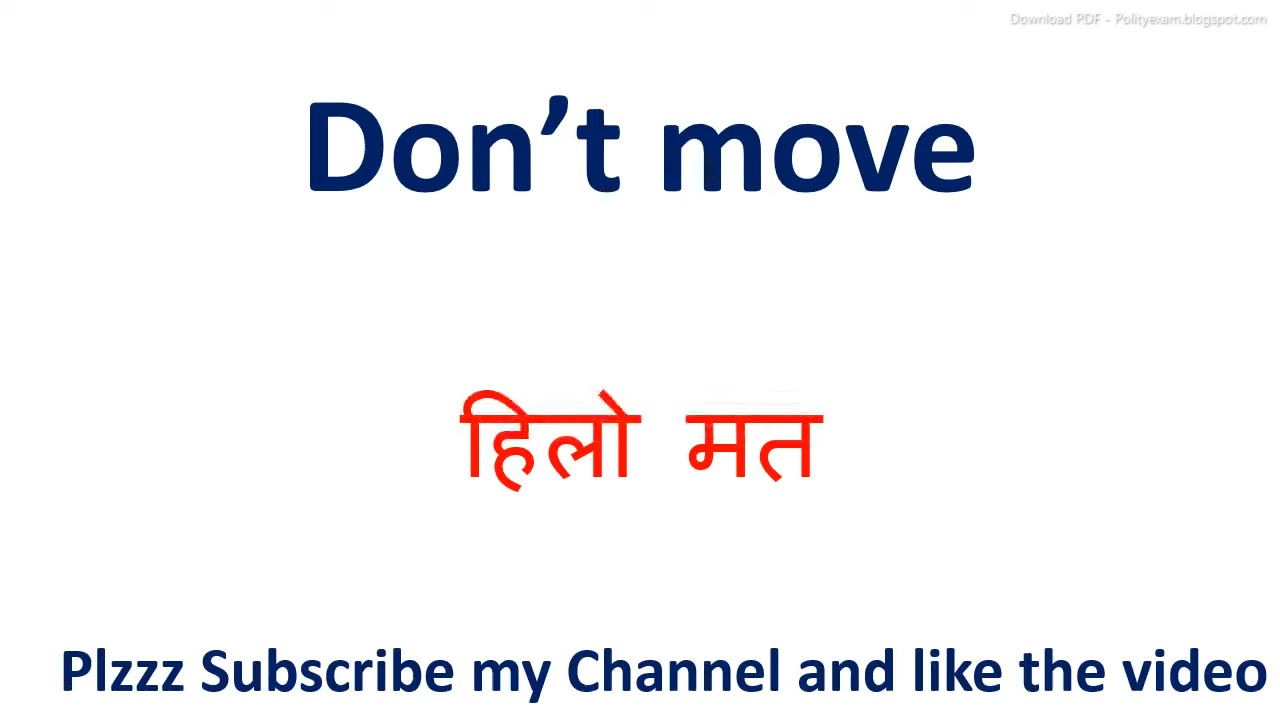 Download PDF - Polityexam.blogspot.com
Don’t move
हिलो मत
Plzzz Subscribe my Channel and like the video